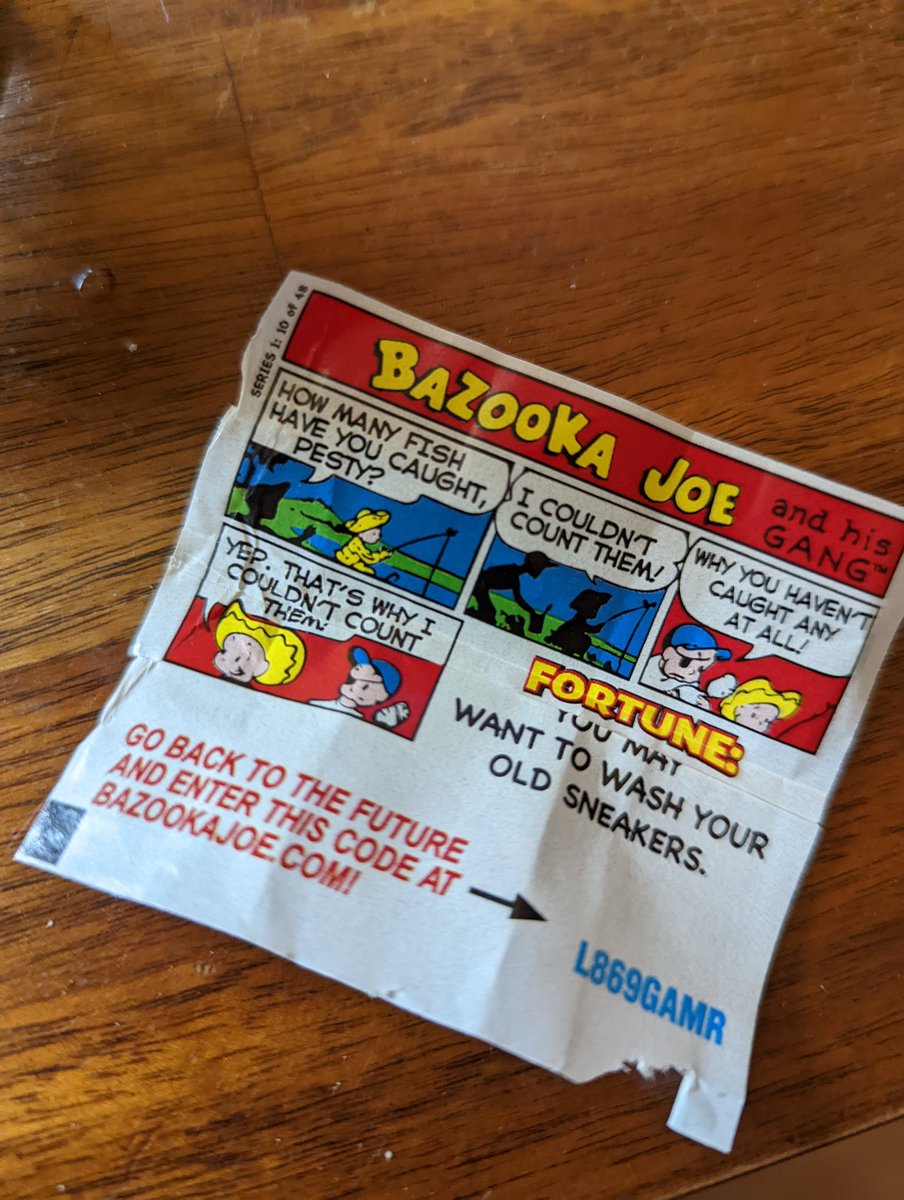 SERIES 1: 10 of 48
BAZOOKA JOE and his
GANG™
HOW MANY FISH
HAVE YOU CAUGHT,
PESTY?
I COULDN'T
COUNT THEM!
WHY YOU HAVEN'T
CAUGHT ANY
AT ALL!
YEP. THAT'S WHY I
COULDN'T COUNT
THEM!
FORTUNE:
YOU MAY
WANT TO WASH YOUR
OLD SNEAKERS.
GO BACK TO THE FUTURE
AND ENTER THIS CODE AT
BAZOOKAJOE.COM!
L869GAMR